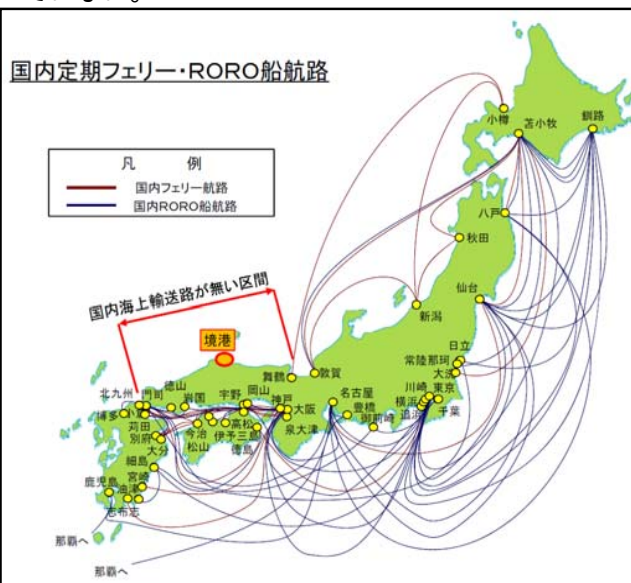 国内定期フェリー・RORO船航路
凡 例
国内フェリー航路
国内RORO船航路
小樽
苫小牧
釧路
八戸
秋田
仙台
新潟
国内海上輸送路が無い区間
境港
舞鶴
敦賀
日立
常陸那珂
大洗
川崎
東京
横浜
追浜
千葉
名古屋
豊橋
御前崎
北九州
門司
徳山
岩国
宇野
岡山
神戸
大阪
泉大津
博多
小倉
苅田
別府
大分
今治
松山
高松
伊予三島
徳島
細島
宮崎
鹿児島
油津
志布志
那覇へ
那覇へ